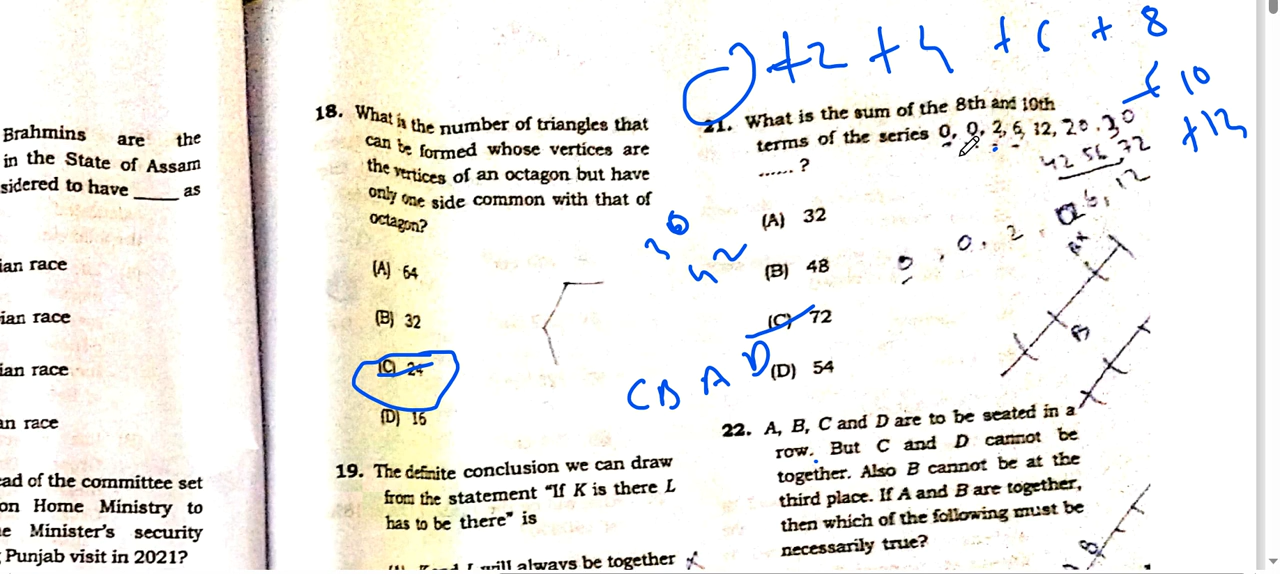 Brahmins are the
in the State of Assam
sidered to have ____ as
ian race
ian race
ian race
an race
ead of the committee set
on Home Ministry to
e Minister's security
Punjab visit in 2021?
18. What is the number of triangles that
can be formed whose vertices are
the vertices of an octagon but have
only one side common with that of
octagon?
(A) 64
(B) 32
(C) 24
(D) 16
19. The definite conclusion we can draw
from the statement "If K is there L
has to be there" is
K and L will always be together
0 +2 +4 +6 + 8
+ 10
+12
21. What is the sum of the 8th and 10th
terms of the series 0, 0, 2, 6, 12, 20, 30
42 56 72
...... ?
0, 0, 2, 6, 12
30
42
(A) 32
(B) 48
(C) 72
(D) 54
C B A D
B
22. A, B, C and D are to be seated in a
row. But C and D cannot be
together. Also B cannot be at the
third place. If A and B are together,
then which of the following must be
necessarily true?
B